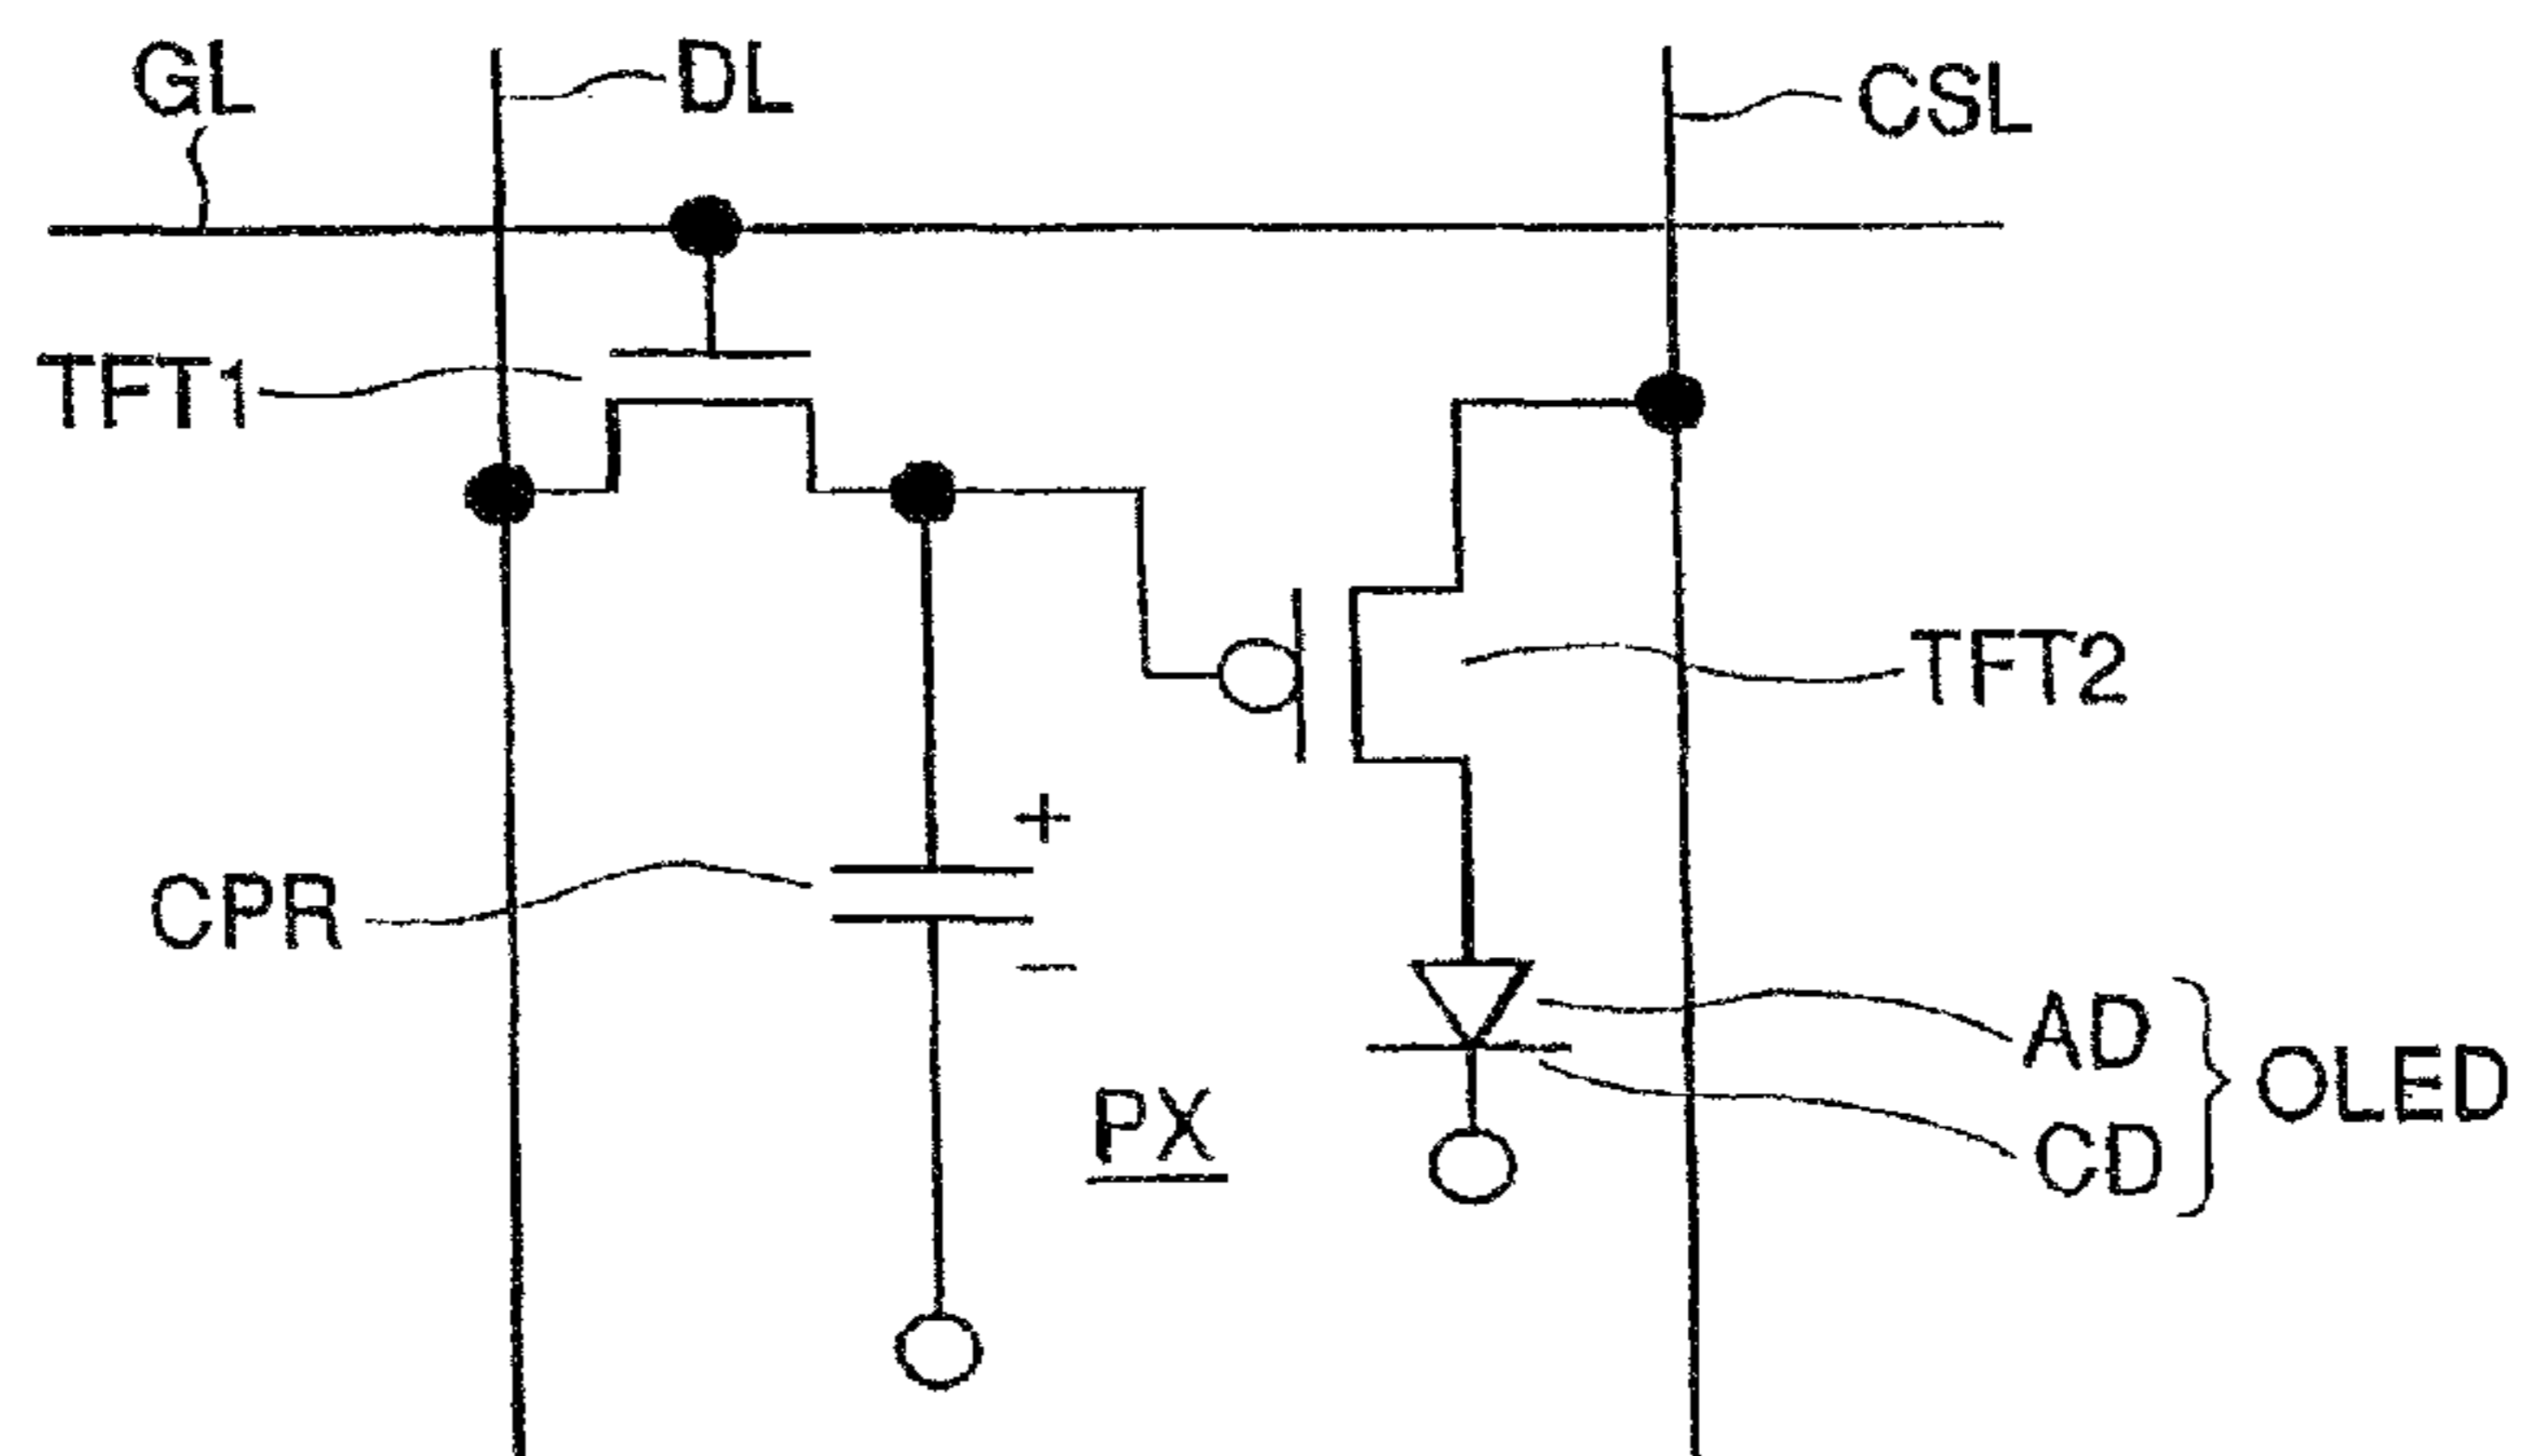 GL
DL
CSL
TFT1
TFT2
+
CPR
−
AD
OLED
PX
CD